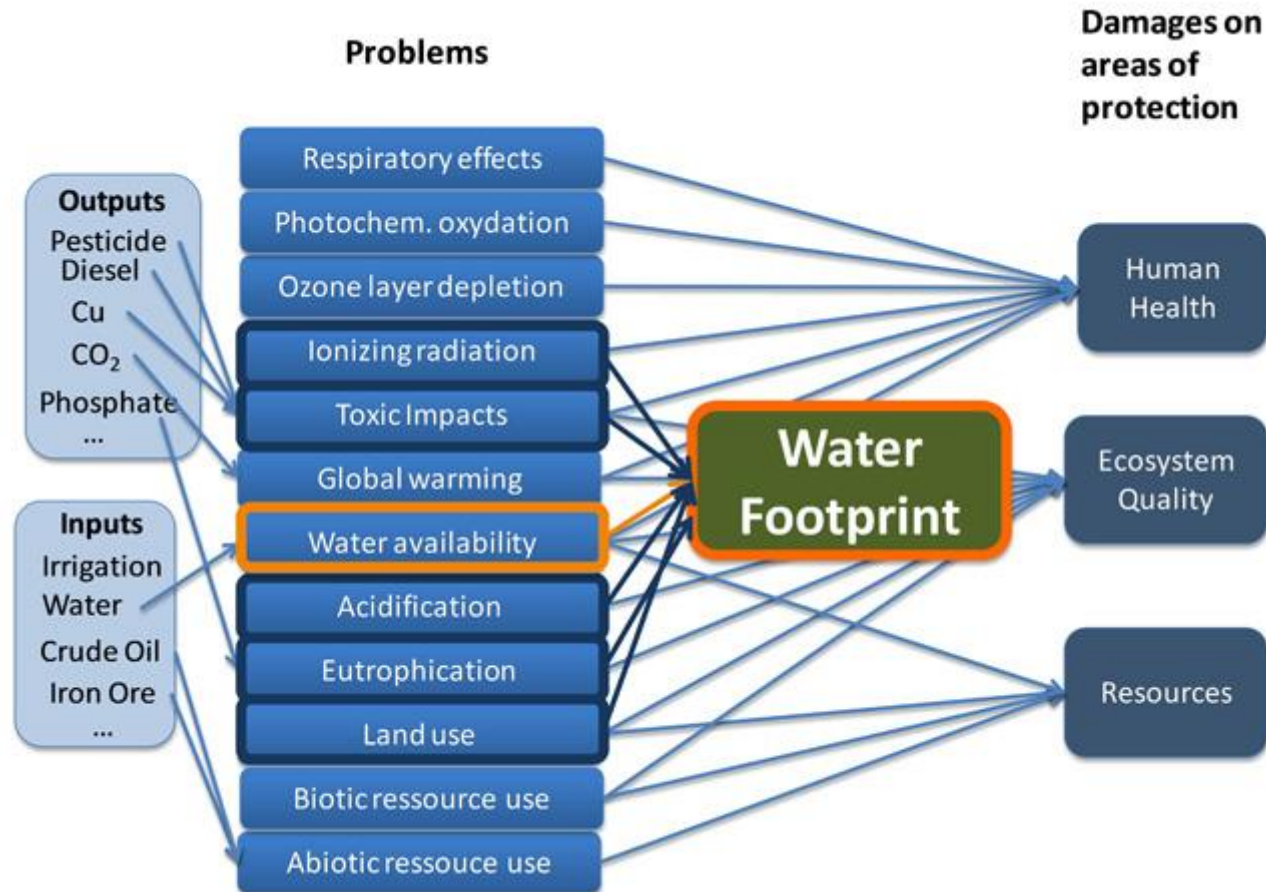 Problems
Damages on
areas of
protection
Outputs
Pesticide
Diesel
Cu
CO₂
Phosphate
...
Inputs
Irrigation
Water
Crude Oil
Iron Ore
...
Respiratory effects
Photochem. oxydation
Ozone layer depletion
Ionizing radiation
Toxic Impacts
Global warming
Water availability
Acidification
Eutrophication
Land use
Biotic ressource use
Abiotic ressouce use
Water
Footprint
Human
Health
Ecosystem
Quality
Resources